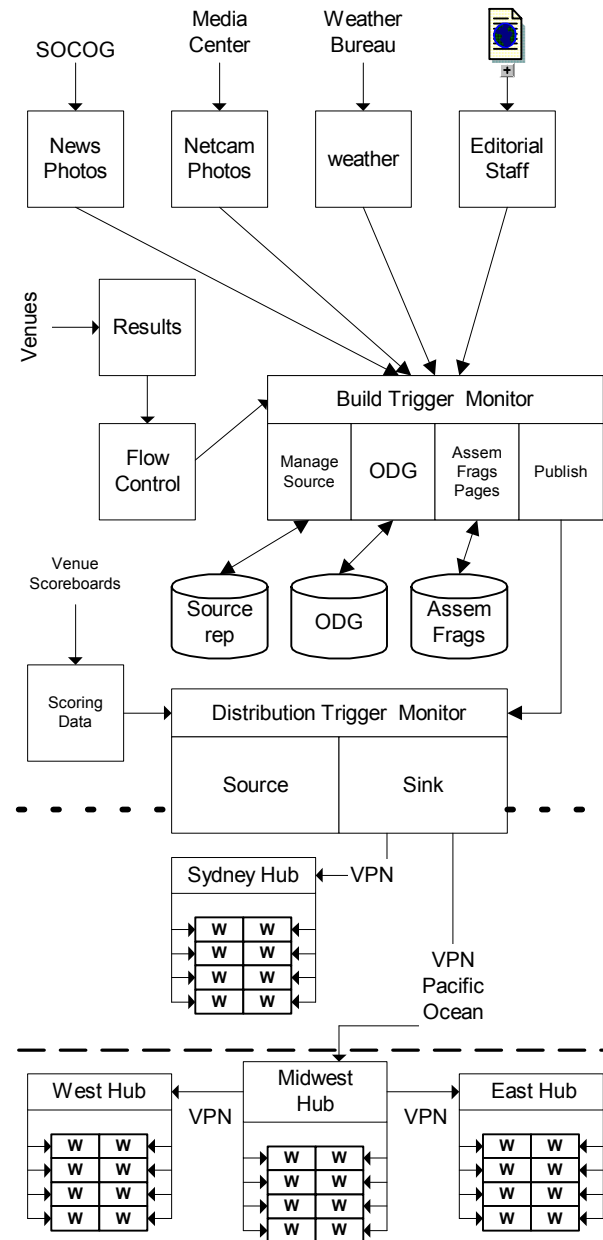 SOCOG
Media
Center
Weather
Bureau
+
News
Photos
Netcam
Photos
weather
Editorial
Staff
Venues
Results
Flow
Control
Build Trigger Monitor
Manage
Source
ODG
Assem
Frags
Pages
Publish
Source
rep
ODG
Assem
Frags
Venue
Scoreboards
Scoring
Data
Distribution Trigger Monitor
Source
Sink
Sydney Hub
VPN
W W
W W
W W
W W
VPN
Pacific
Ocean
West Hub
VPN
Midwest
Hub
VPN
East Hub
W W
W W
W W
W W
W W
W W
W W
W W
W W
W W
W W
W W